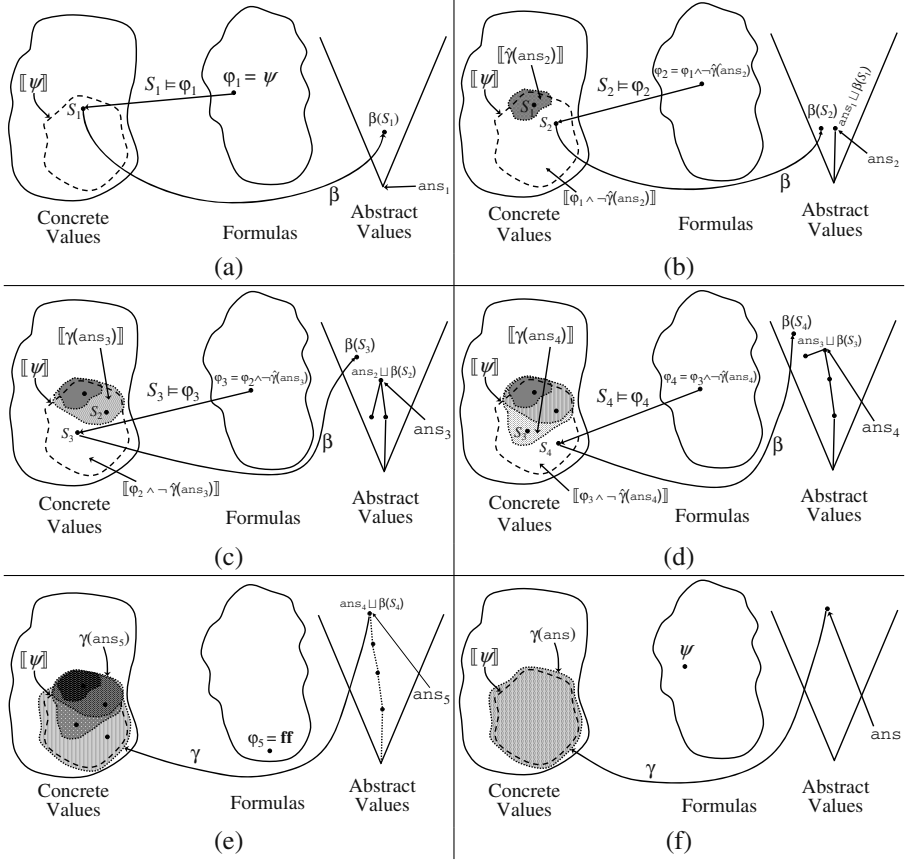 ⟦ψ⟧
S₁
S₁ ⊨ φ₁
φ₁ = ψ
β(S₁)
β
ans₁
Concrete Values
Formulas
Abstract Values
(a)
⟦γ̂(ans₂)⟧
⟦ψ⟧
S₁
S₂
S₂ ⊨ φ₂
φ₂ = φ₁ ∧ ¬γ̂(ans₂)
β(S₂)
ans₁ ⊔ β(S₁)
ans₂
β
⟦φ₁ ∧ ¬γ̂(ans₂)⟧
Concrete Values
Formulas
Abstract Values
(b)
⟦γ(ans₃)⟧
⟦ψ⟧
S₂
S₃
S₃ ⊨ φ₃
φ₃ = φ₂ ∧ ¬γ̂(ans₃)
β(S₃)
ans₂ ⊔ β(S₂)
ans₃
β
⟦φ₂ ∧ ¬ γ̂(ans₃)⟧
Concrete Values
Formulas
Abstract Values
(c)
⟦γ(ans₄)⟧
⟦ψ⟧
S₃
S₄
S₄ ⊨ φ₄
φ₄ = φ₃ ∧ ¬γ̂(ans₄)
β(S₄)
ans₃ ⊔ β(S₃)
ans₄
β
⟦φ₃ ∧ ¬ γ̂(ans₄)⟧
Concrete Values
Formulas
Abstract Values
(d)
γ(ans₅)
⟦ψ⟧
ans₄ ⊔ β(S₄)
ans₅
φ₅ = ff
γ
Concrete Values
Formulas
Abstract Values
(e)
γ(ans)
⟦ψ⟧
ψ
ans
γ
Concrete Values
Formulas
Abstract Values
(f)